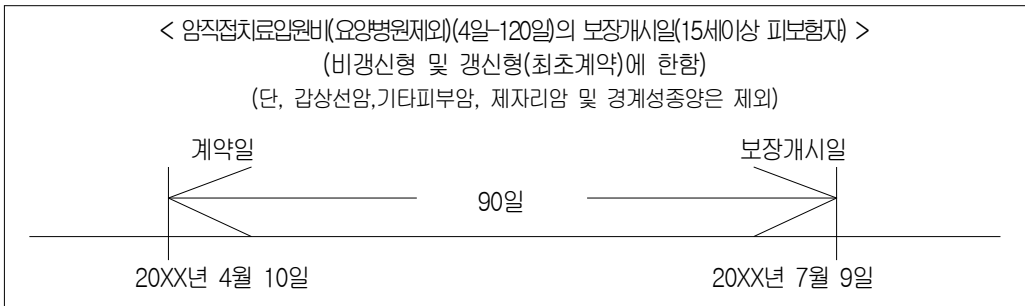 < 암직접치료입원비(요양병원제외)(4일-120일)의 보장개시일(15세이상 피보험자) >
(비갱신형 및 갱신형(최초계약)에 한함)
(단, 갑상선암,기타피부암, 제자리암 및 경계성종양은 제외)
계약일 보장개시일
90일
20XX년 4월 10일 20XX년 7월 9일